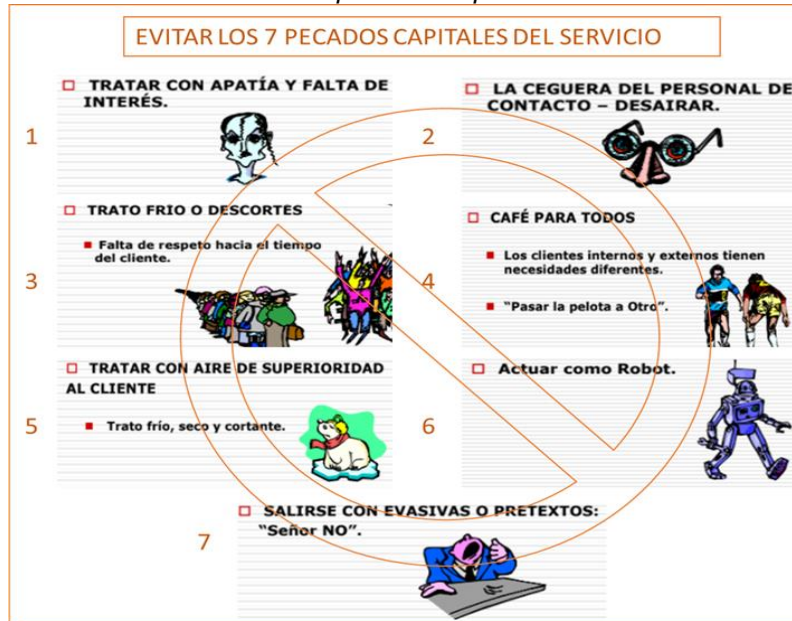 EVITAR LOS 7 PECADOS CAPITALES DEL SERVICIO
1
TRATAR CON APATÍA Y FALTA DE
INTERÉS.
2
LA CEGUERA DEL PERSONAL DE
CONTACTO – DESAIRAR.
3
TRATO FRIO O DESCORTES
Falta de respeto hacia el tiempo
del cliente.
4
CAFÉ PARA TODOS
Los clientes internos y externos tienen
necesidades diferentes.
"Pasar la pelota a Otro".
5
TRATAR CON AIRE DE SUPERIORIDAD
AL CLIENTE
Trato frío, seco y cortante.
6
Actuar como Robot.
7
SALIRSE CON EVASIVAS O PRETEXTOS:
"Señor NO".